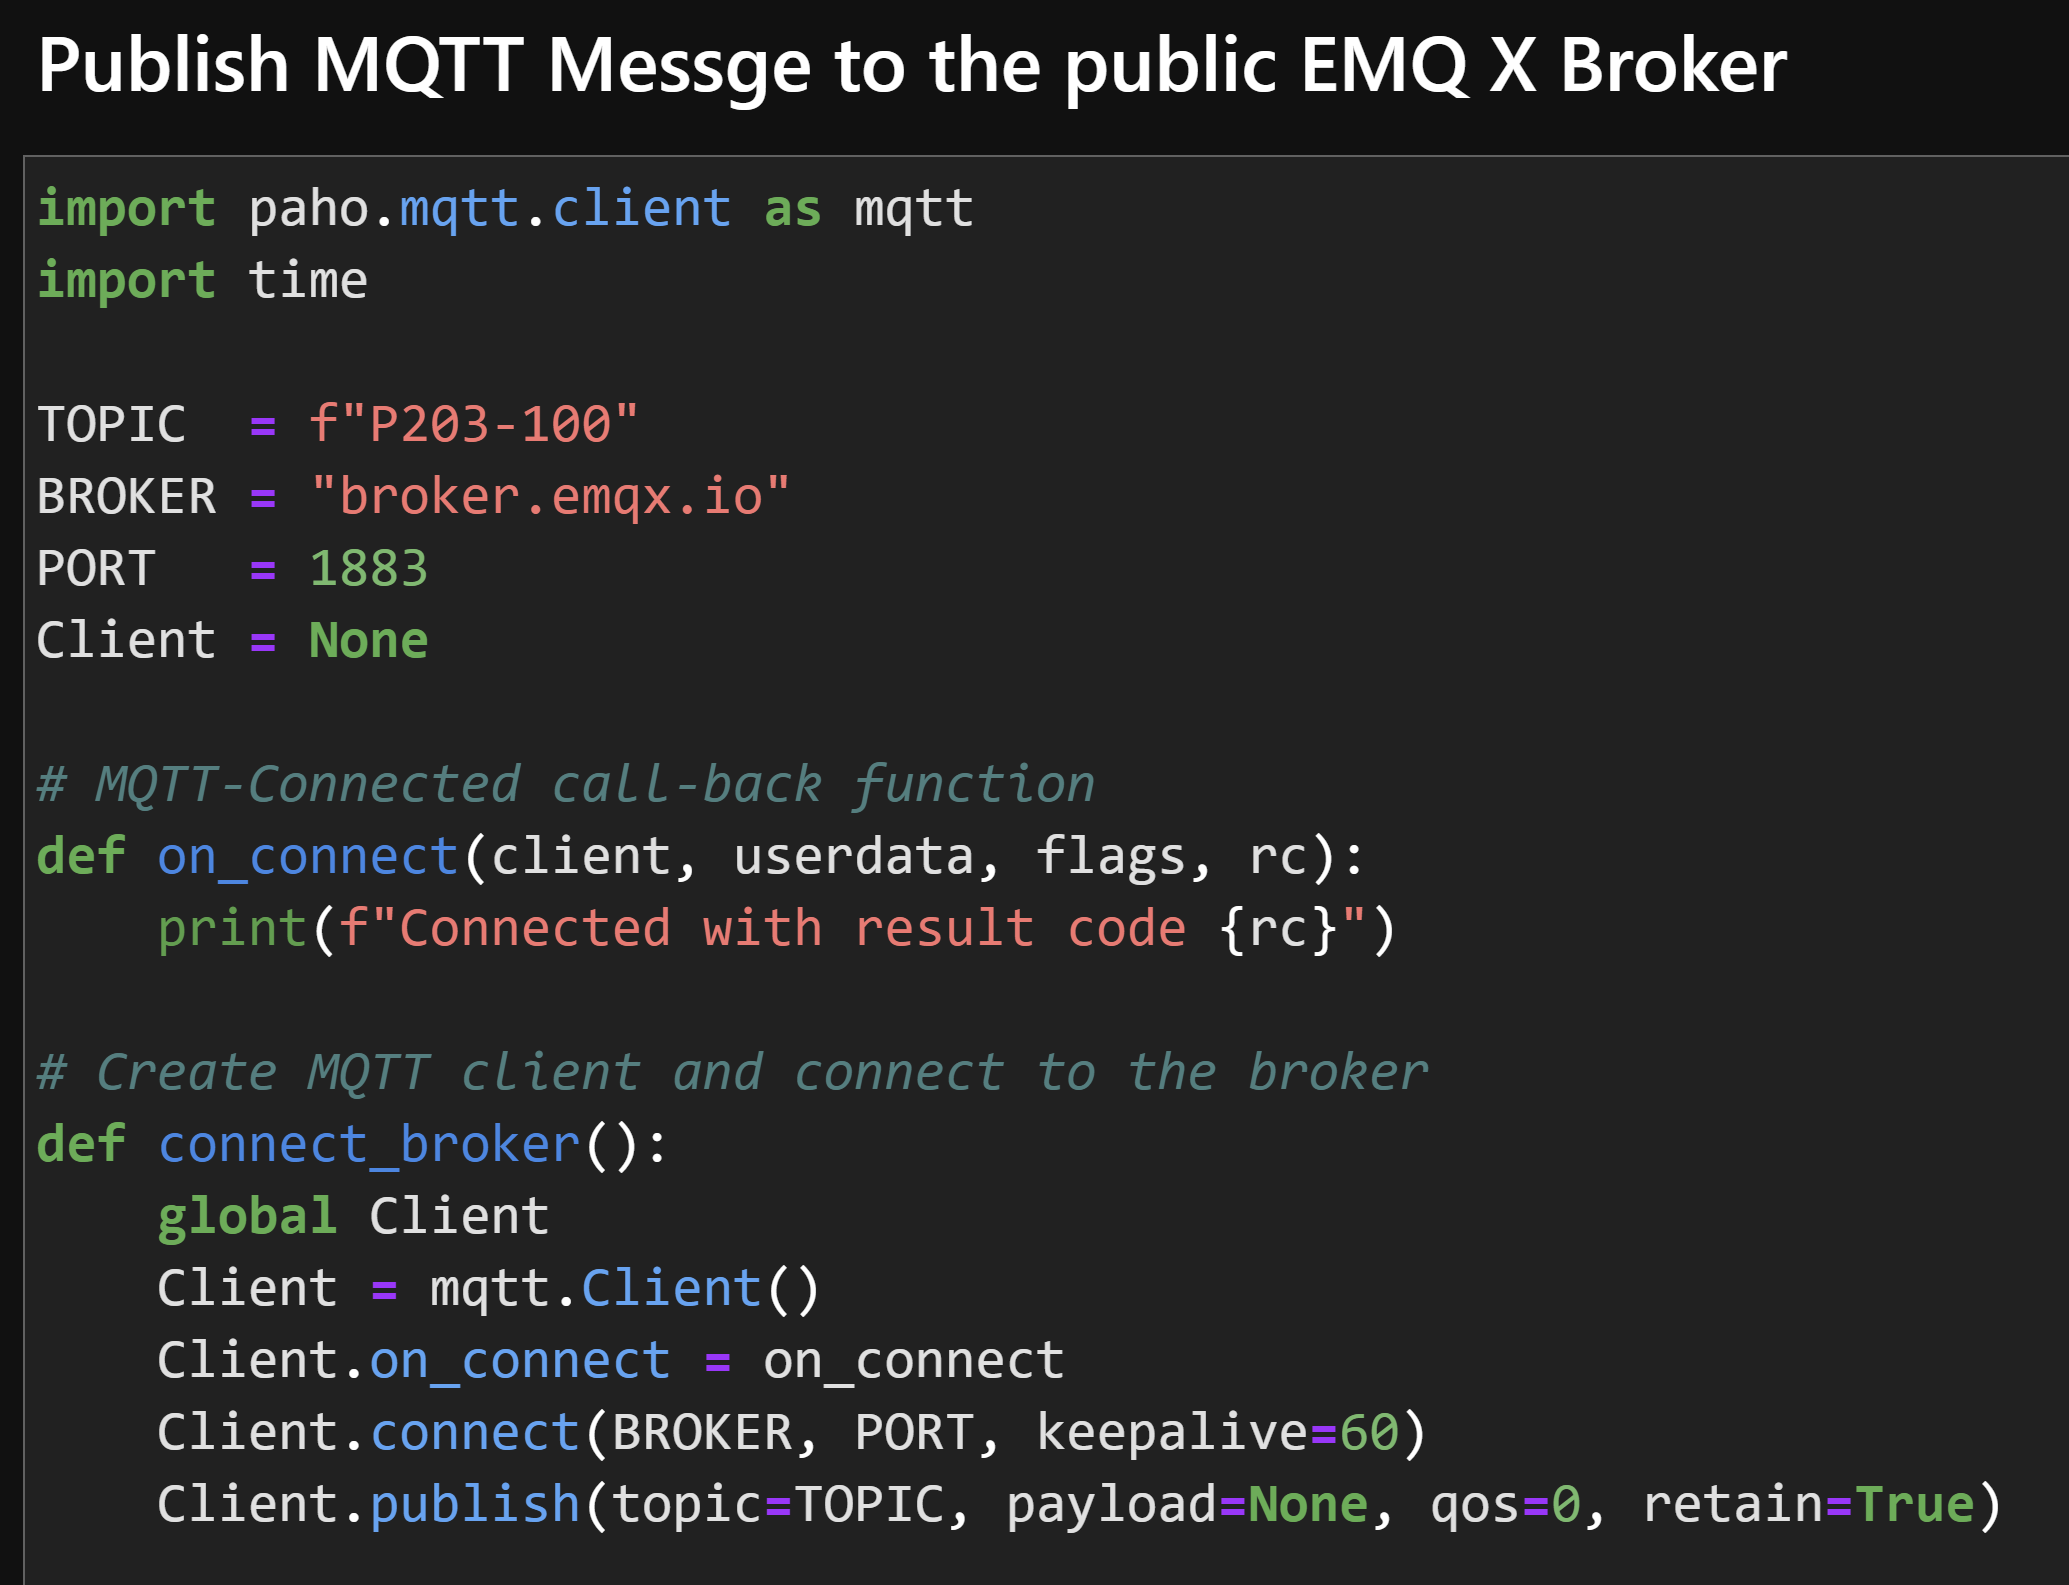 Publish MQTT Messge to the public EMQ X Broker
import paho.mqtt.client as mqtt
import time
TOPIC  = f"P203-100"
BROKER = "broker.emqx.io"
PORT   = 1883
Client = None
# MQTT-Connected call-back function
def on_connect(client, userdata, flags, rc):
    print(f"Connected with result code {rc}")
# Create MQTT client and connect to the broker
def connect_broker():
    global Client
    Client = mqtt.Client()
    Client.on_connect = on_connect
    Client.connect(BROKER, PORT, keepalive=60)
    Client.publish(topic=TOPIC, payload=None, qos=0, retain=True)